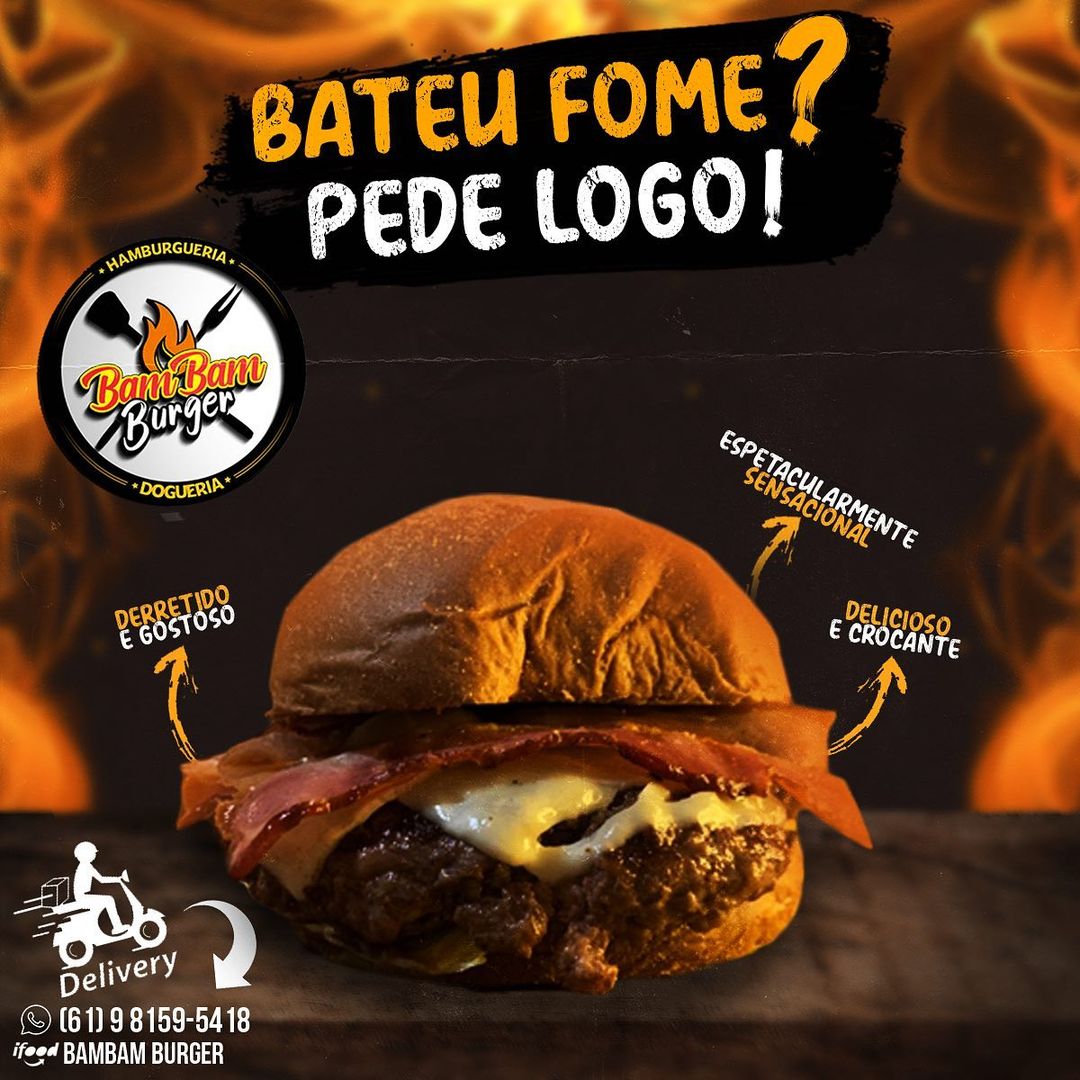 BATEU FOME?
PEDE LOGO!
★ HAMBURGUERIA ★
Bam Bam
Burger
★ DOGUERIA ★
ESPETACULARMENTE
SENSACIONAL
DERRETIDO
E GOSTOSO
DELICIOSO
E CROCANTE
Delivery
(61) 9 8159-5418
ifood BAMBAM BURGER